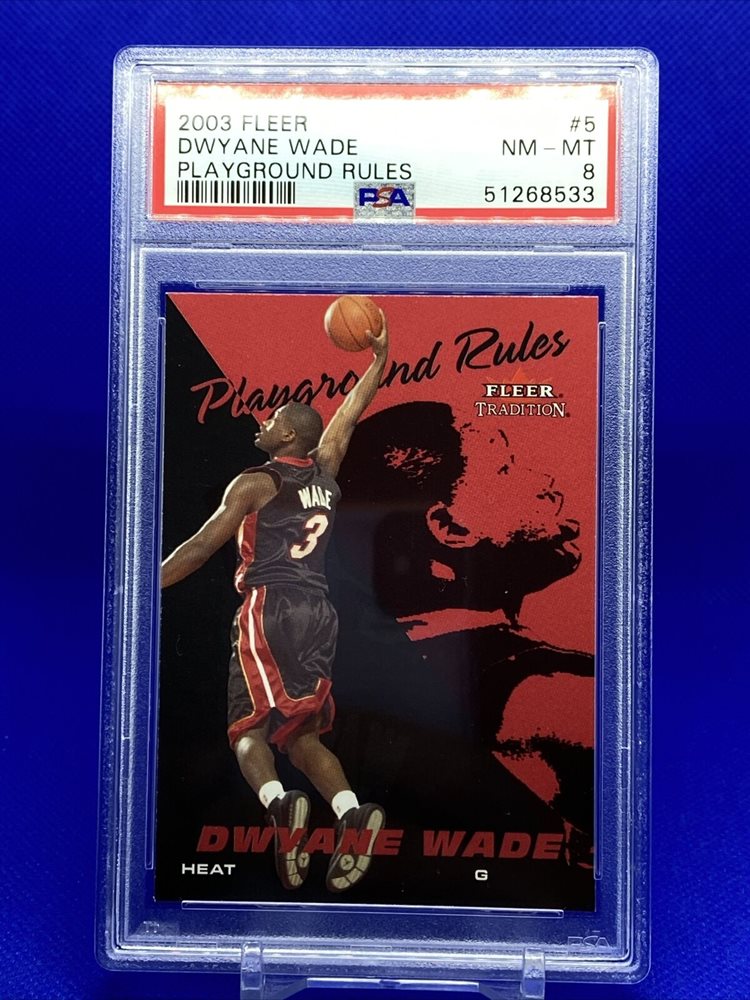 2003 FLEER #5
DWYANE WADE NM - MT
PLAYGROUND RULES 8
PSA 51268533
Playground Rules
FLEER
TRADITION
WADE
3
DWYANE WADE
HEAT G
PSA